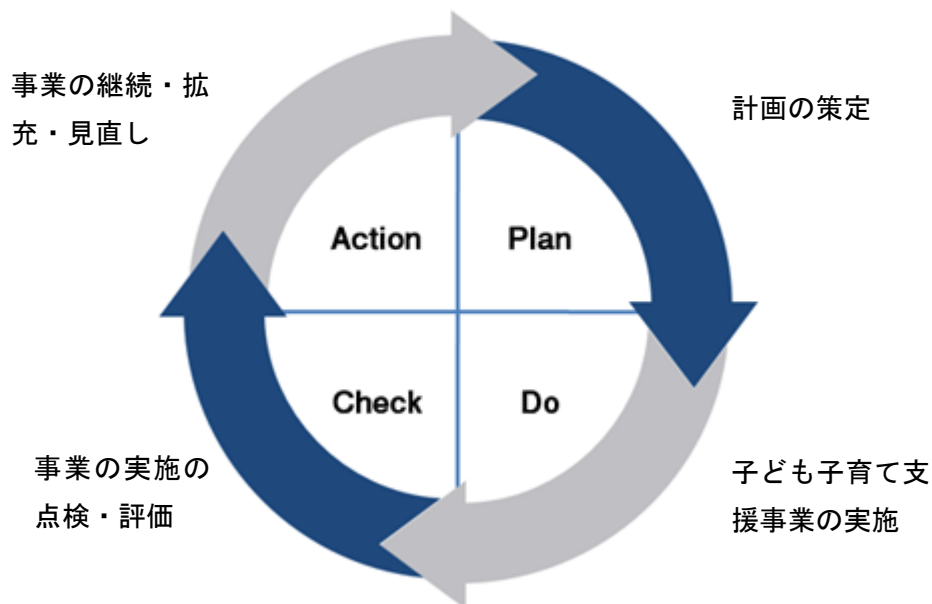 事業の継続・拡
充・見直し
計画の策定
Action
Plan
Check
Do
事業の実施の
点検・評価
子ども子育て支
援事業の実施